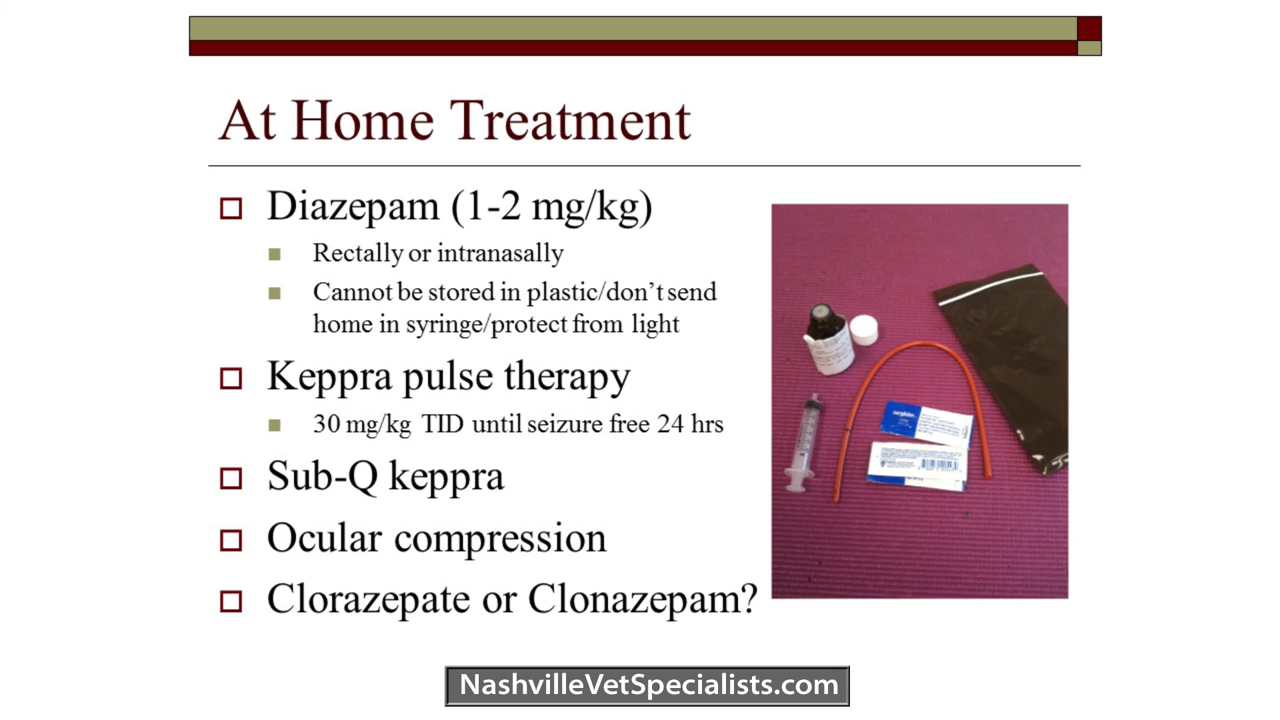 At Home Treatment
Diazepam (1-2 mg/kg)
Rectally or intranasally
Cannot be stored in plastic/don't send
home in syringe/protect from light
Keppra pulse therapy
30 mg/kg TID until seizure free 24 hrs
Sub-Q keppra
Ocular compression
Clorazepate or Clonazepam?
NashvilleVetSpecialists.com